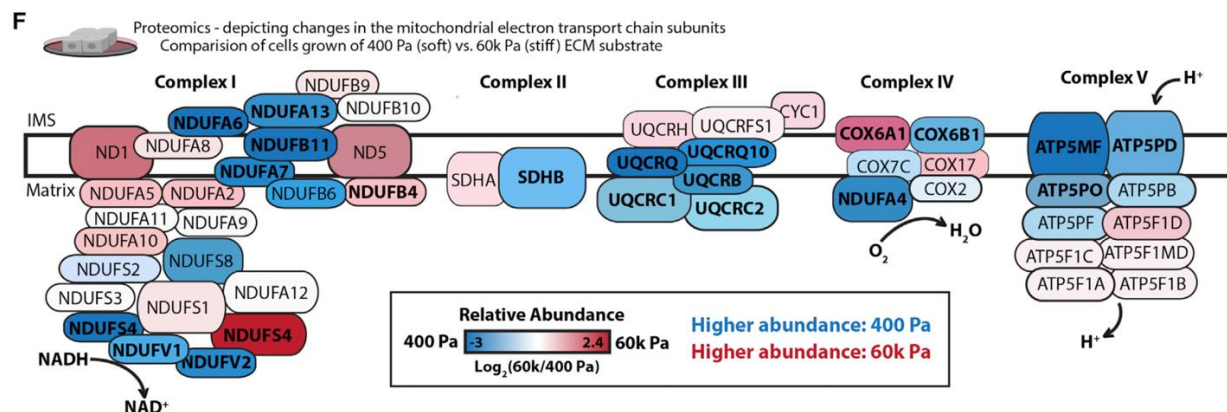 F
Proteomics - depicting changes in the mitochondrial electron transport chain subunits
Comparision of cells grown of 400 Pa (soft) vs. 60k Pa (stiff) ECM substrate
Complex I
Complex II
Complex III
Complex IV
Complex V
IMS
Matrix
NDUFB9
NDUFA6
NDUFA13
NDUFB10
ND1
NDUFA8
NDUFB11
ND5
NDUFA7
NDUFA5
NDUFA2
NDUFB6
NDUFB4
NDUFA11
NDUFA9
NDUFA10
NDUFS2
NDUFS8
NDUFS3
NDUFS1
NDUFA12
NDUFS4
NDUFS4
NDUFV1
NDUFV2
NADH
NAD+
SDHA
SDHB
UQCRH
UQCRFS1
CYC1
UQCRQ
UQCRQ10
UQCRB
UQCRC1
UQCRC2
COX6A1
COX6B1
COX7C
COX17
NDUFA4
COX2
O2
H2O
H+
ATP5MF
ATP5PD
ATP5PO
ATP5PB
ATP5PF
ATP5F1D
ATP5F1C
ATP5F1MD
ATP5F1A
ATP5F1B
H+
Relative Abundance
400 Pa
-3
2.4
60k Pa
Log2(60k/400 Pa)
Higher abundance: 400 Pa
Higher abundance: 60k Pa